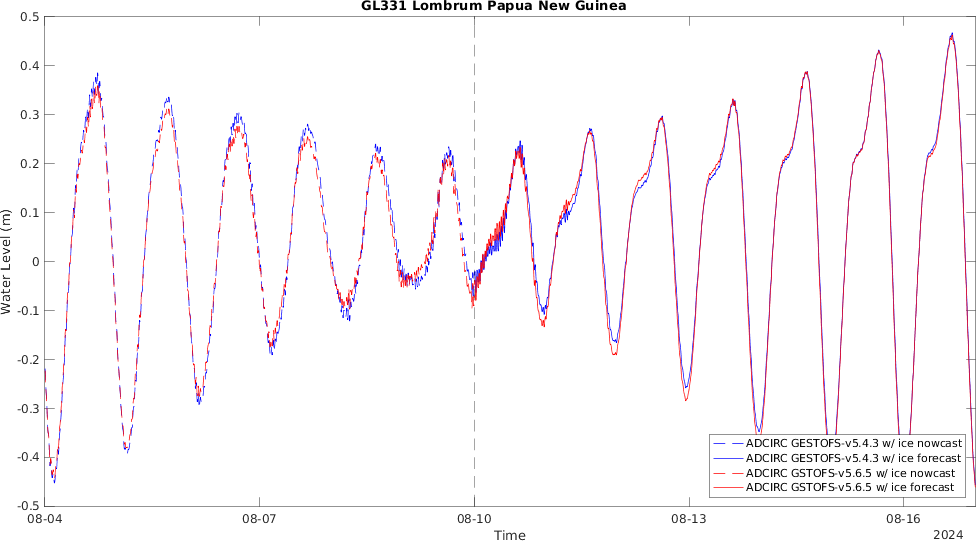 GL331 Lombrum Papua New Guinea
0.5
0.4
0.3
0.2
0.1
0
-0.1
-0.2
-0.3
-0.4
-0.5
Water Level (m)
ADCIRC GESTOFS-v5.4.3 w/ ice nowcast
ADCIRC GESTOFS-v5.4.3 w/ ice forecast
ADCIRC GSTOFS-v5.6.5 w/ ice nowcast
ADCIRC GSTOFS-v5.6.5 w/ ice forecast
08-04 08-07 08-10 08-13 08-16
Time
2024